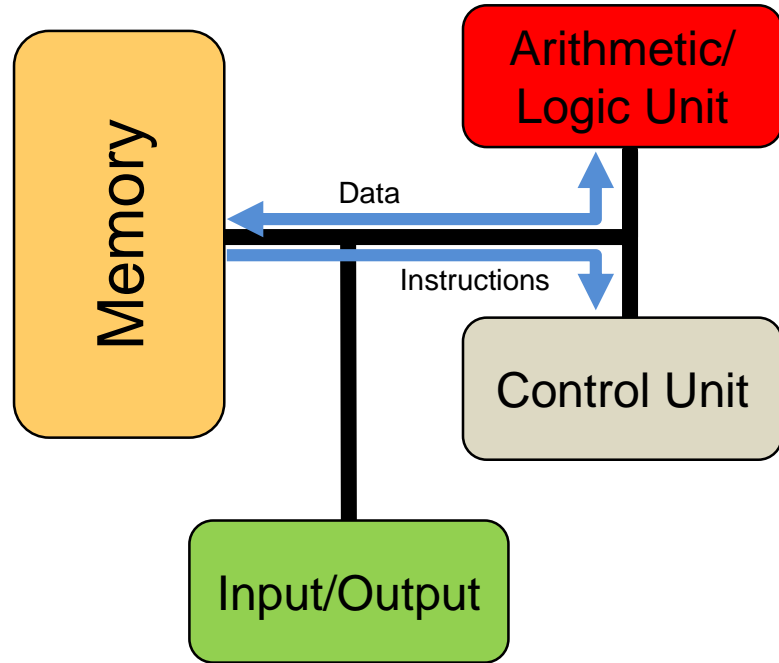 Arithmetic/
Logic Unit
Memory
Data
Instructions
Control Unit
Input/Output